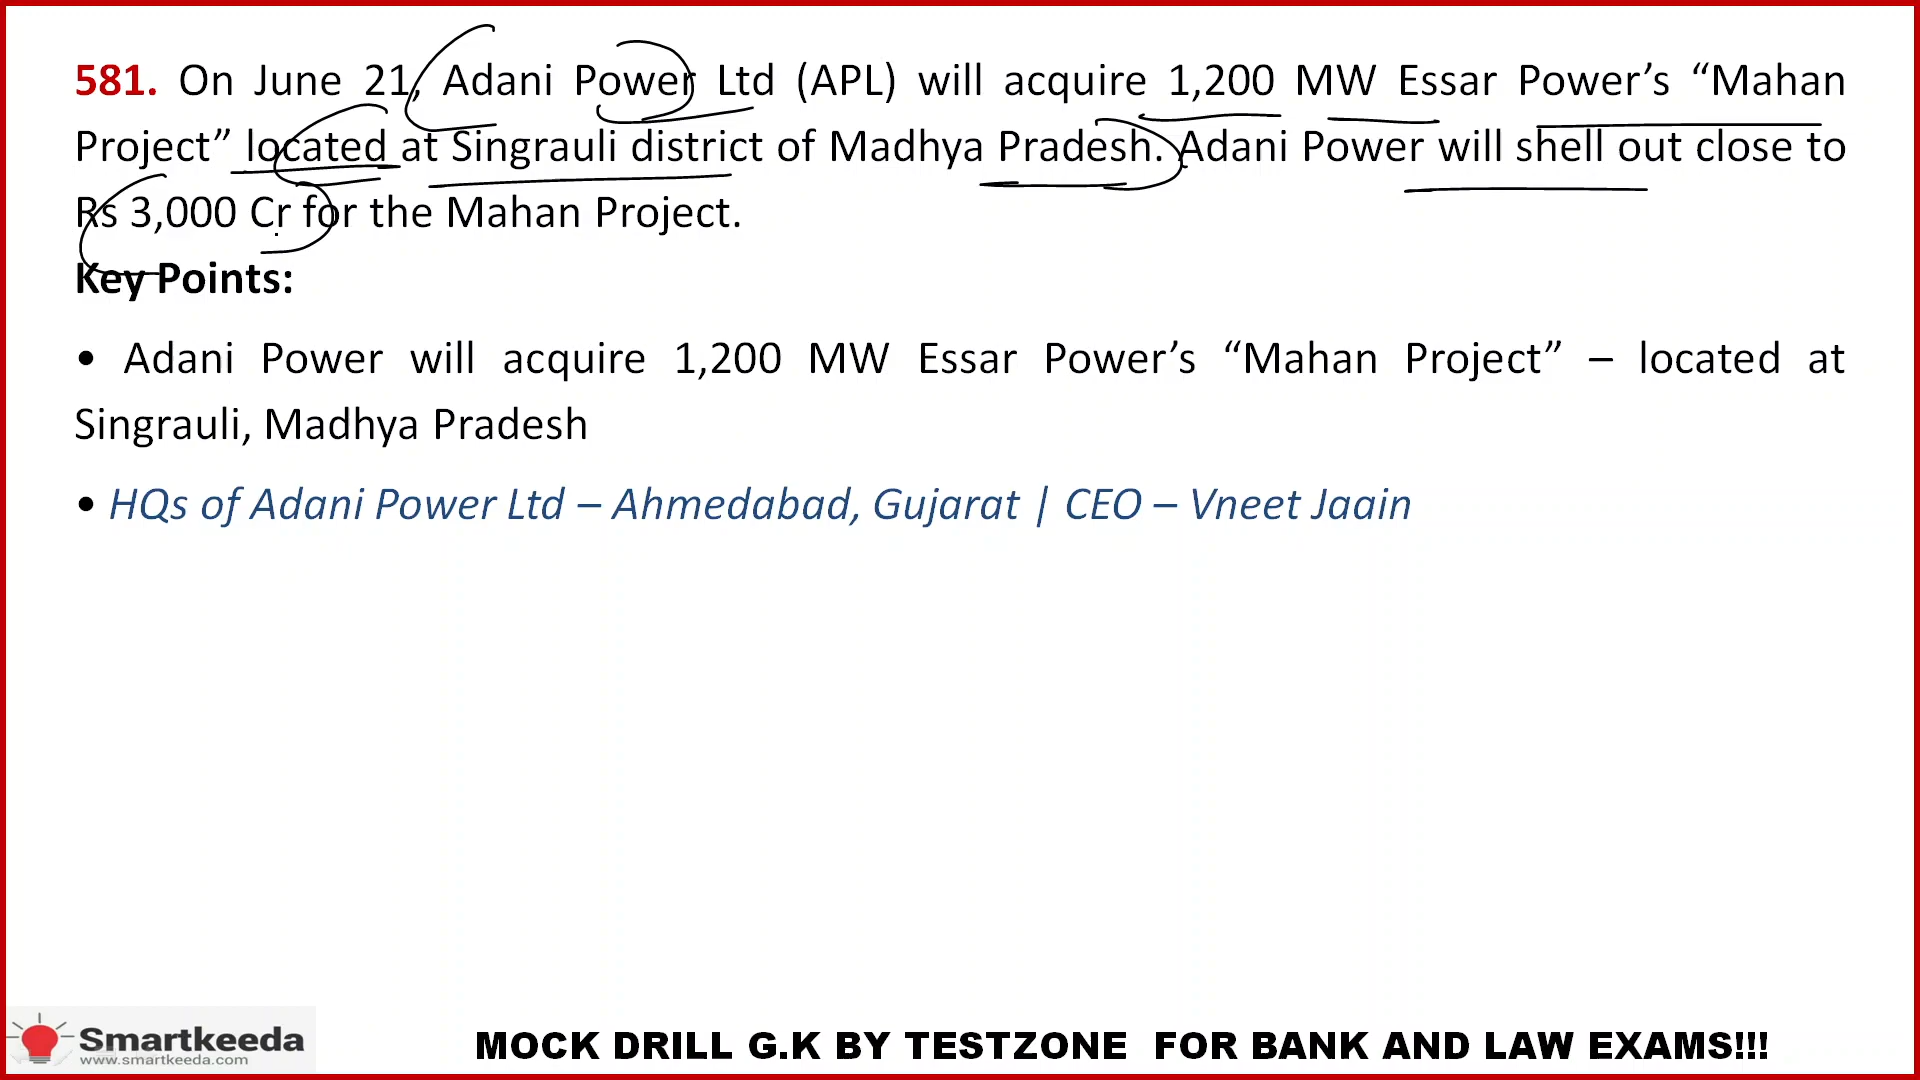 581. On June 21, Adani Power Ltd (APL) will acquire 1,200 MW Essar Power’s “Mahan
Project” located at Singrauli district of Madhya Pradesh. Adani Power will shell out close to
Rs 3,000 Cr for the Mahan Project.
Key Points:
• Adani Power will acquire 1,200 MW Essar Power’s “Mahan Project” – located at
Singrauli, Madhya Pradesh
• HQs of Adani Power Ltd – Ahmedabad, Gujarat | CEO – Vneet Jaain
Smartkeeda
www.smartkeeda.com
MOCK DRILL G.K BY TESTZONE FOR BANK AND LAW EXAMS!!!